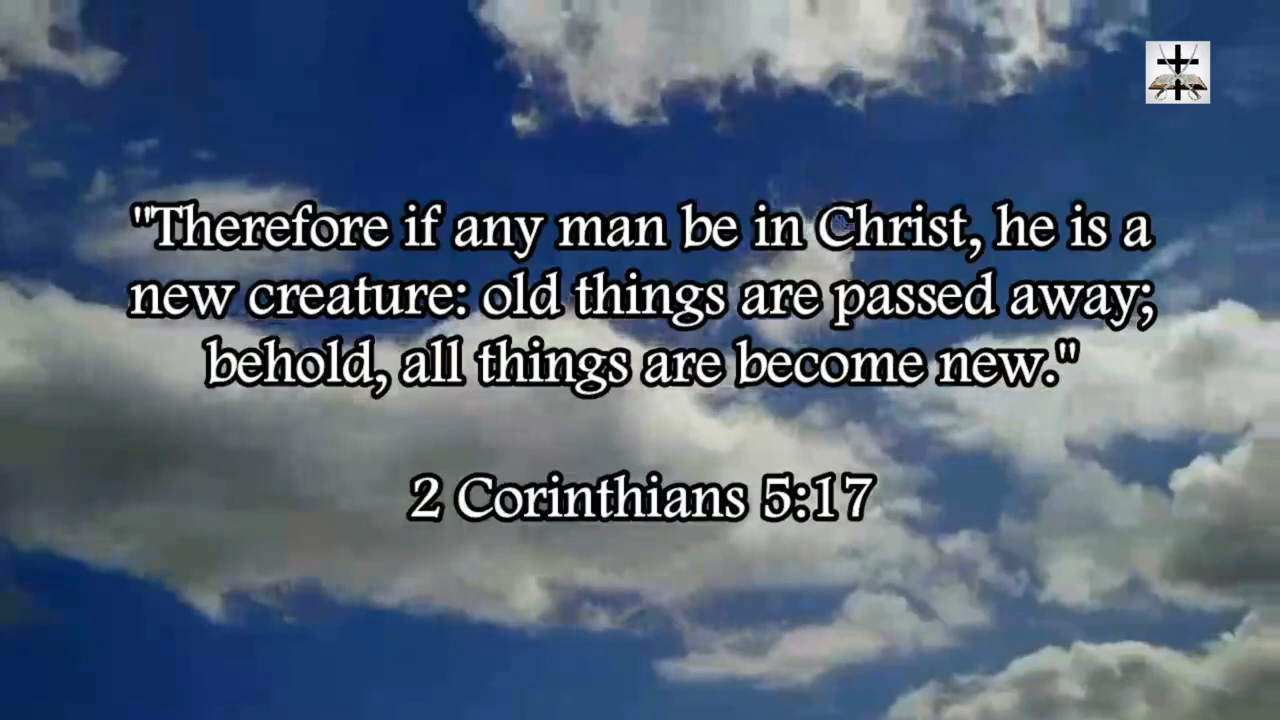 "Therefore if any man be in Christ, he is a
new creature: old things are passed away;
behold, all things are become new."
2 Corinthians 5:17